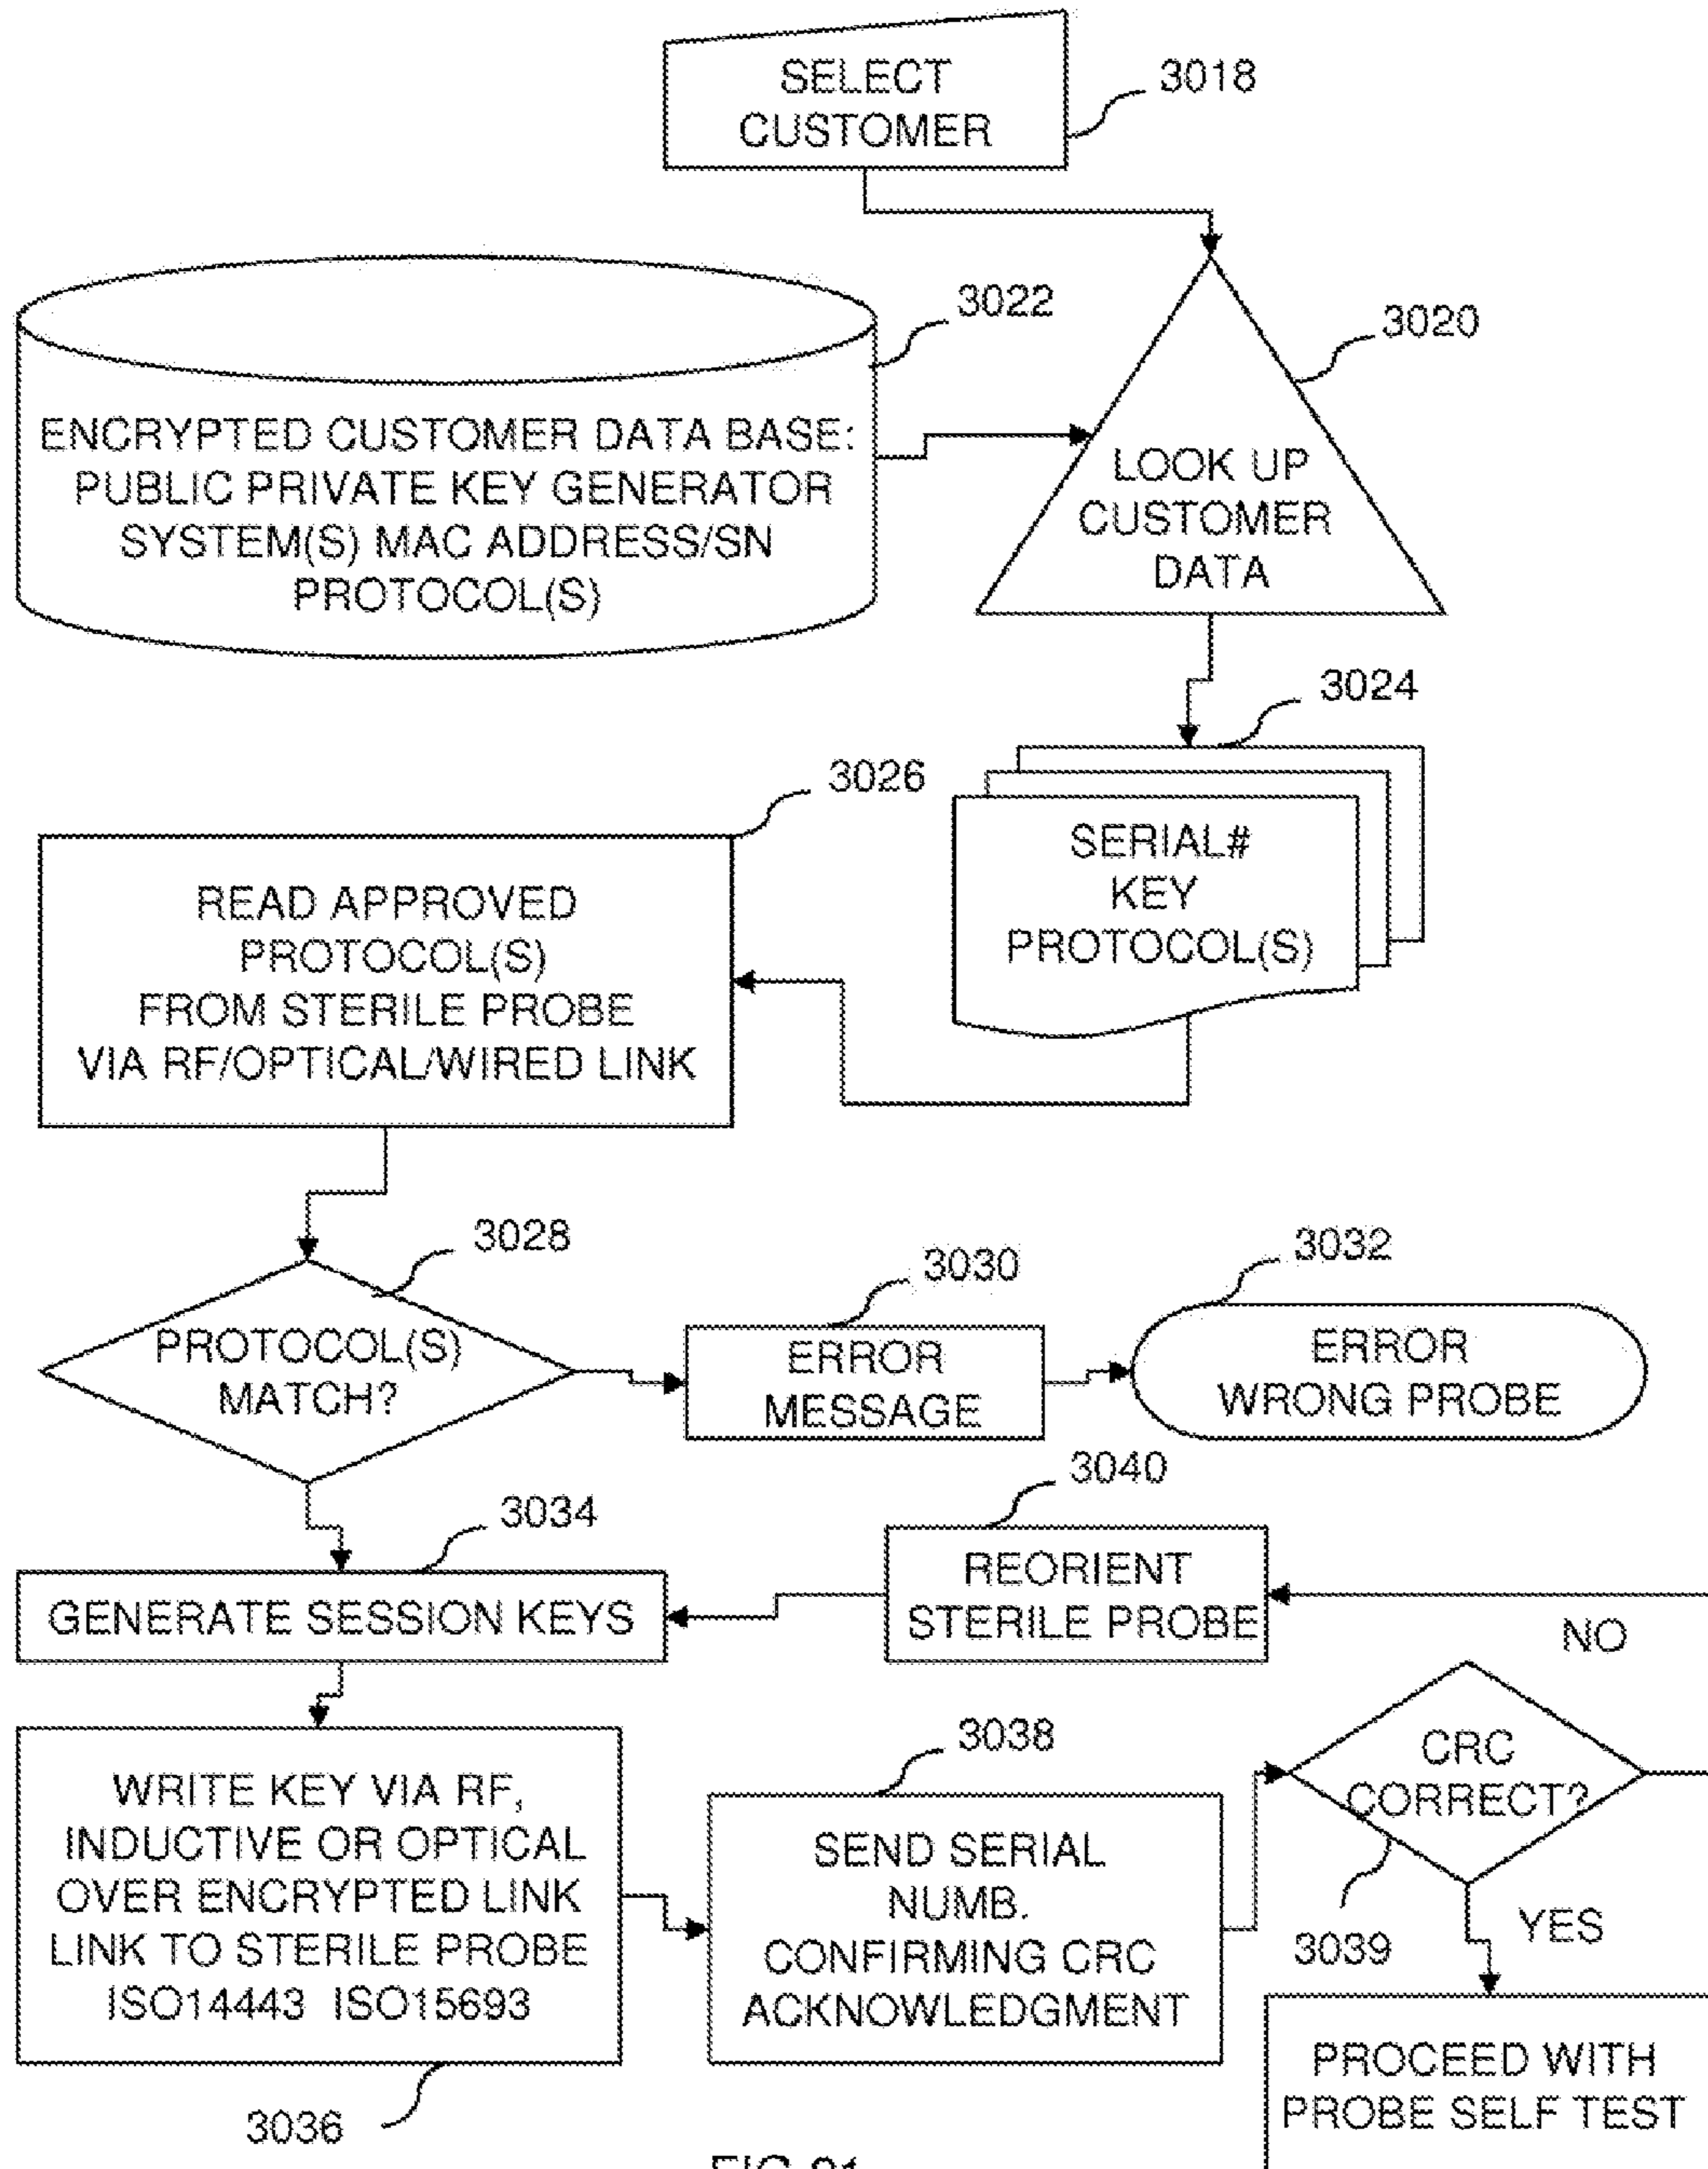 SELECT
CUSTOMER
3018
3022
3020
ENCRYPTED CUSTOMER DATA BASE:
PUBLIC PRIVATE KEY GENERATOR
SYSTEM(S) MAC ADDRESS/SN
PROTOCOL(S)
LOOK UP
CUSTOMER
DATA
3024
3026
SERIAL#
KEY
PROTOCOL(S)
READ APPROVED
PROTOCOL(S)
FROM STERILE PROBE
VIA RF/OPTICAL/WIRED LINK
3028
3030
3032
PROTOCOL(S)
MATCH?
ERROR
MESSAGE
ERROR
WRONG PROBE
3034
3040
GENERATE SESSION KEYS
REORIENT
STERILE PROBE
NO
WRITE KEY VIA RF,
INDUCTIVE OR OPTICAL
OVER ENCRYPTED LINK
LINK TO STERILE PROBE
ISO14443 ISO15693
3036
3038
SEND SERIAL
NUMB.
CONFIRMING CRC
ACKNOWLEDGMENT
CRC
CORRECT?
3039
YES
PROCEED WITH
PROBE SELF TEST